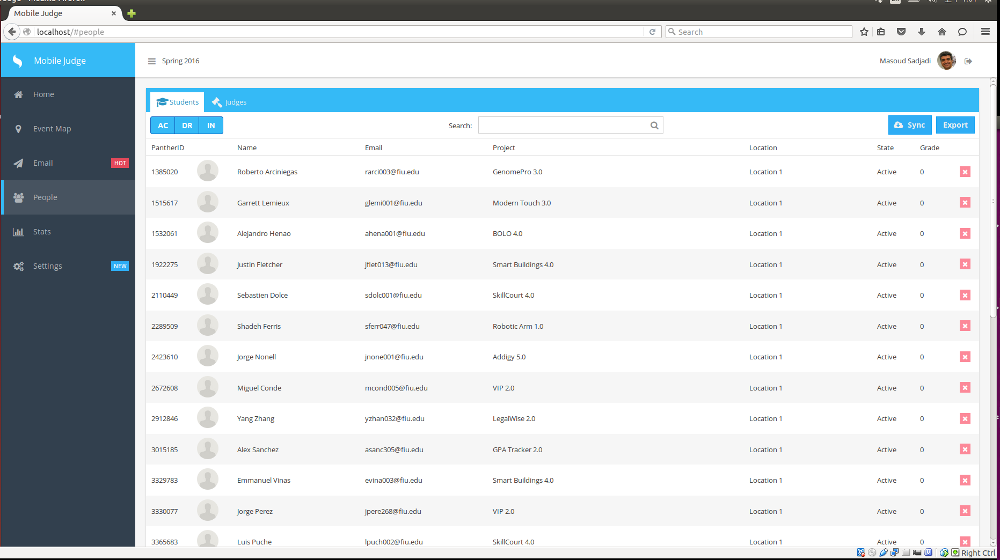 Mobile Judge
localhost/#people
Search
Mobile Judge
Spring 2016
Masoud Sadjadi
Home
Event Map
Email HOT
People
Stats
Settings NEW
Students Judges
AC DR IN Search: Sync Export
PantherID Name Email Project Location State Grade
1385020 Roberto Arciniegas rarci003@fiu.edu GenomePro 3.0 Location 1 Active 0
1515617 Garrett Lemieux glemi001@fiu.edu Modern Touch 3.0 Location 1 Active 0
1532061 Alejandro Henao ahena001@fiu.edu BOLO 4.0 Location 1 Active 0
1922275 Justin Fletcher jflet013@fiu.edu Smart Buildings 4.0 Location 1 Active 0
2110449 Sebastien Dolce sdolc001@fiu.edu SkillCourt 4.0 Location 1 Active 0
2289509 Shadeh Ferris sferr047@fiu.edu Robotic Arm 1.0 Location 1 Active 0
2423610 Jorge Nonell jnone001@fiu.edu Addigy 5.0 Location 1 Active 0
2672608 Miguel Conde mcond005@fiu.edu VIP 2.0 Location 1 Active 0
2912846 Yang Zhang yzhan032@fiu.edu LegalWise 2.0 Location 1 Active 0
3015185 Alex Sanchez asanc305@fiu.edu GPA Tracker 2.0 Location 1 Active 0
3329783 Emmanuel Vinas evina003@fiu.edu Smart Buildings 4.0 Location 1 Active 0
3330077 Jorge Perez jpere268@fiu.edu VIP 2.0 Location 1 Active 0
3365683 Luis Puche lpuch002@fiu.edu SkillCourt 4.0 Location 1 Active 0
Right Ctrl